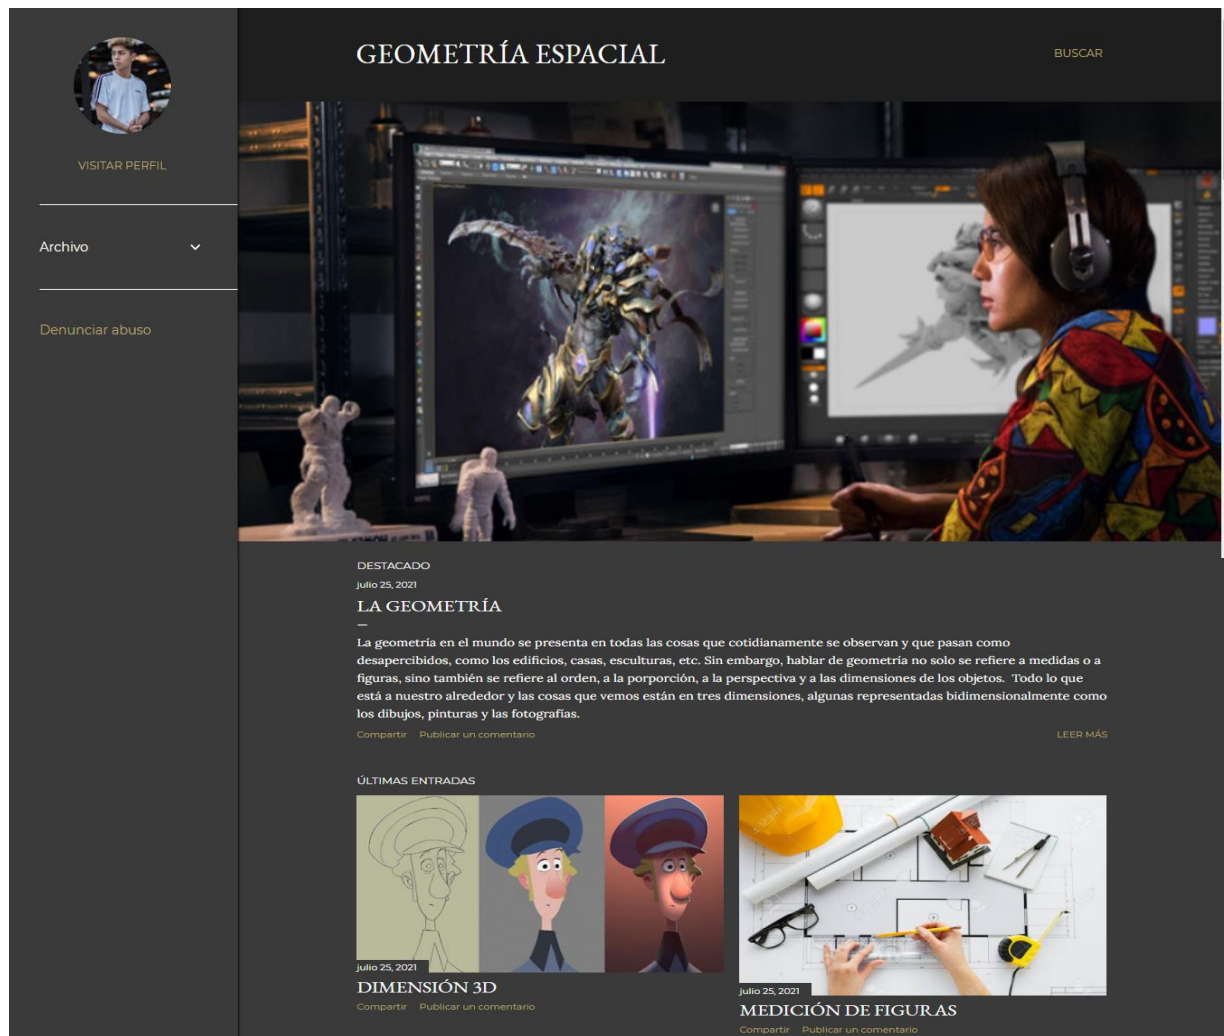 VISITAR PERFIL
Archivo
Denunciar abuso
GEOMETRÍA ESPACIAL
BUSCAR
DESTACADO
julio 25, 2021
LA GEOMETRÍA
La geometría en el mundo se presenta en todas las cosas que cotidianamente se observan y que pasan como
desapercibidos, como los edificios, casas, esculturas, etc. Sin embargo, hablar de geometría no solo se refiere a medidas o a
figuras, sino también se refiere al orden, a la porporción, a la perspectiva y a las dimensiones de los objetos. Todo lo que
está a nuestro alrededor y las cosas que vemos están en tres dimensiones, algunas representadas bidimensionalmente como
los dibujos, pinturas y las fotografías.
Compartir Publicar un comentario
LEER MÁS
ÚLTIMAS ENTRADAS
julio 25, 2021
DIMENSIÓN 3D
Compartir Publicar un comentario
julio 25, 2021
MEDICIÓN DE FIGURAS
Compartir Publicar un comentario